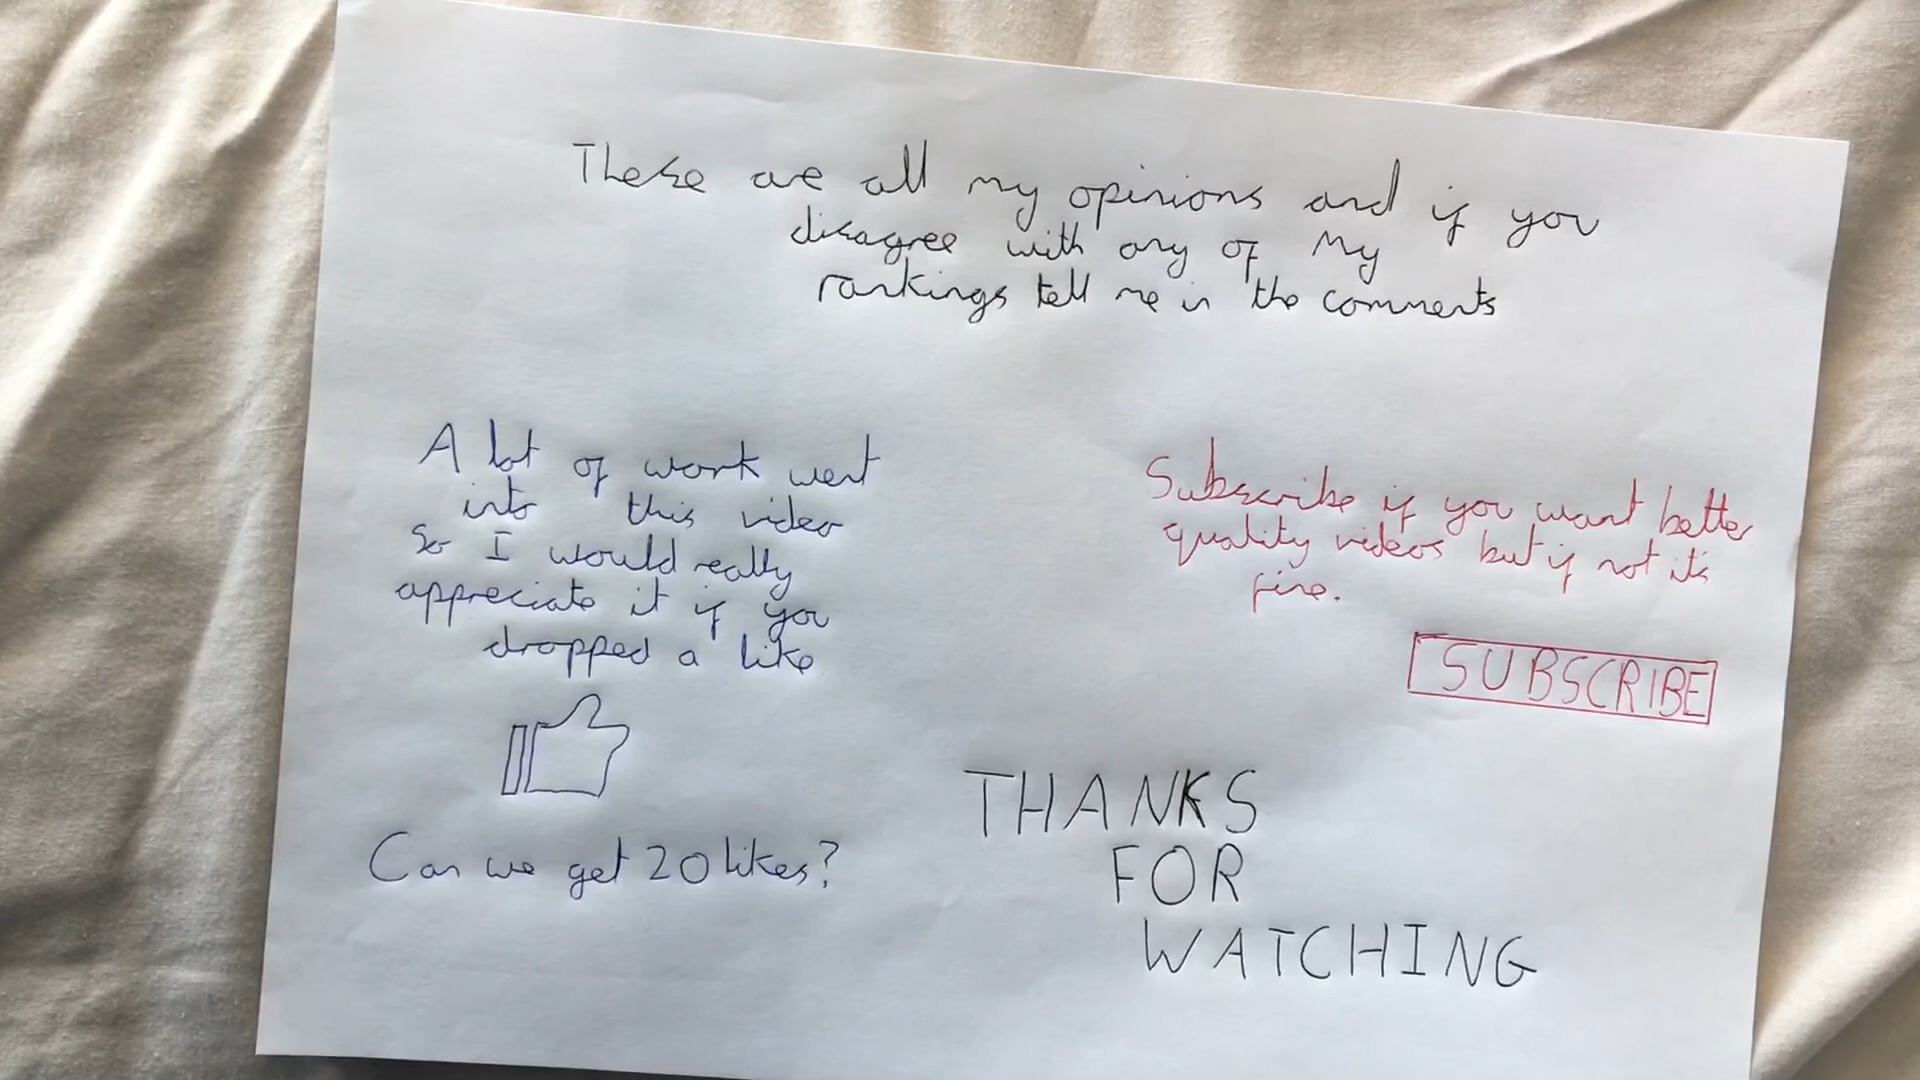 These are all my opinions and if you
disagree with any of My
rankings tell me in the comments
A lot of work went
into this video
So I would really
appreciate it if you
dropped a like
Can we get 20 likes?
Subscribe if you want better
quality videos but if not it's
fine.
SUBSCRIBE
THANKS
FOR
WATCHING